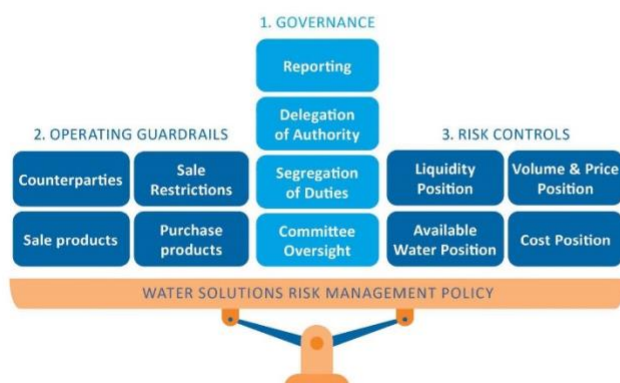 1. GOVERNANCE
Reporting
Delegation
of Authority
Segregation
of Duties
Committee
Oversight
2. OPERATING GUARDRAILS
Counterparties
Sale
Restrictions
Sale products
Purchase
products
3. RISK CONTROLS
Liquidity
Position
Volume & Price
Position
Available
Water Position
Cost Position
WATER SOLUTIONS RISK MANAGEMENT POLICY